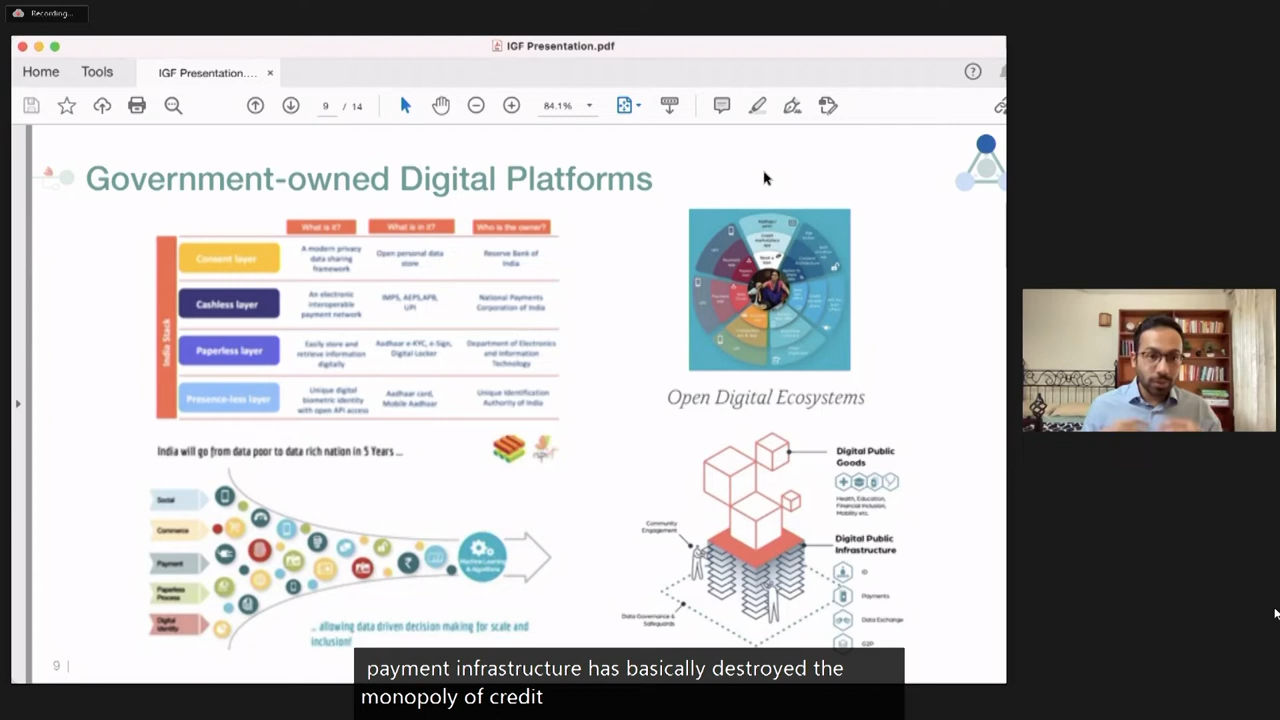 Recording...
IGF Presentation.pdf
Home
Tools
IGF Presentation....
×
9 / 14
84.1%
Government-owned Digital Platforms
What is it?
What is in it?
Who is the owner?
India Stack
Consent layer
A modern privacy
data sharing
framework
Open personal data
store
Reserve Bank of
India
Cashless layer
An electronic
interoperable
payment network
IMPS, AEPS, APB,
UPI
National Payments
Corporation of India
Paperless layer
Easily store and
retrieve information
digitally
Aadhaar e-KYC, e-Sign,
Digital Locker
Department of Electronics
and Information
Technology
Presence-less layer
Unique digital
biometric identity
with open API access
Aadhaar card,
Mobile Aadhaar
Unique Identification
Authority of India
India will go from data poor to data rich nation in 5 Years ...
Social
Commerce
Payment
Paperless
Process
Digital
Identity
Machine Learning
& Algorithms
... allowing data driven decision making for scale and
inclusion!
Open Digital Ecosystems
Digital Public
Goods
Health, Education,
Financial Inclusion,
Mobility etc.
Community
Engagement
Digital Public
Infrastructure
ID
Payments
Data Exchange
G2P
Data Governance &
Safeguards
9 |
payment infrastructure has basically destroyed the
monopoly of credit